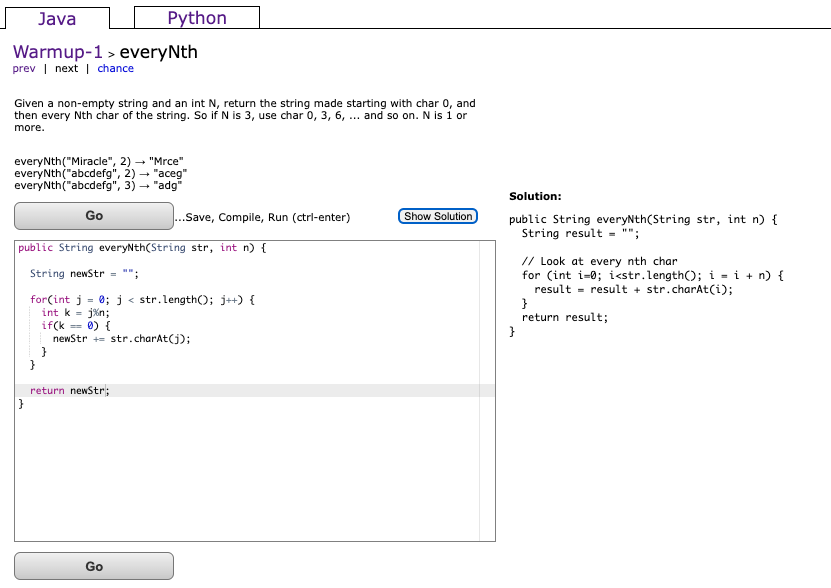 Java Python
Warmup-1 > everyNth
prev | next | chance
Given a non-empty string and an int N, return the string made starting with char 0, and
then every Nth char of the string. So if N is 3, use char 0, 3, 6, ... and so on. N is 1 or
more.
everyNth("Miracle", 2) → "Mrce"
everyNth("abcdefg", 2) → "aceg"
everyNth("abcdefg", 3) → "adg"
Go
...Save, Compile, Run (ctrl-enter)
Show Solution
public String everyNth(String str, int n) {
String newStr = "";
for(int j = 0; j < str.length(); j++) {
int k = j%n;
if(k == 0) {
newStr += str.charAt(j);
}
}
return newStr;
}
Go
Solution:
public String everyNth(String str, int n) {
String result = "";
// Look at every nth char
for (int i=0; i<str.length(); i = i + n) {
result = result + str.charAt(i);
}
return result;
}